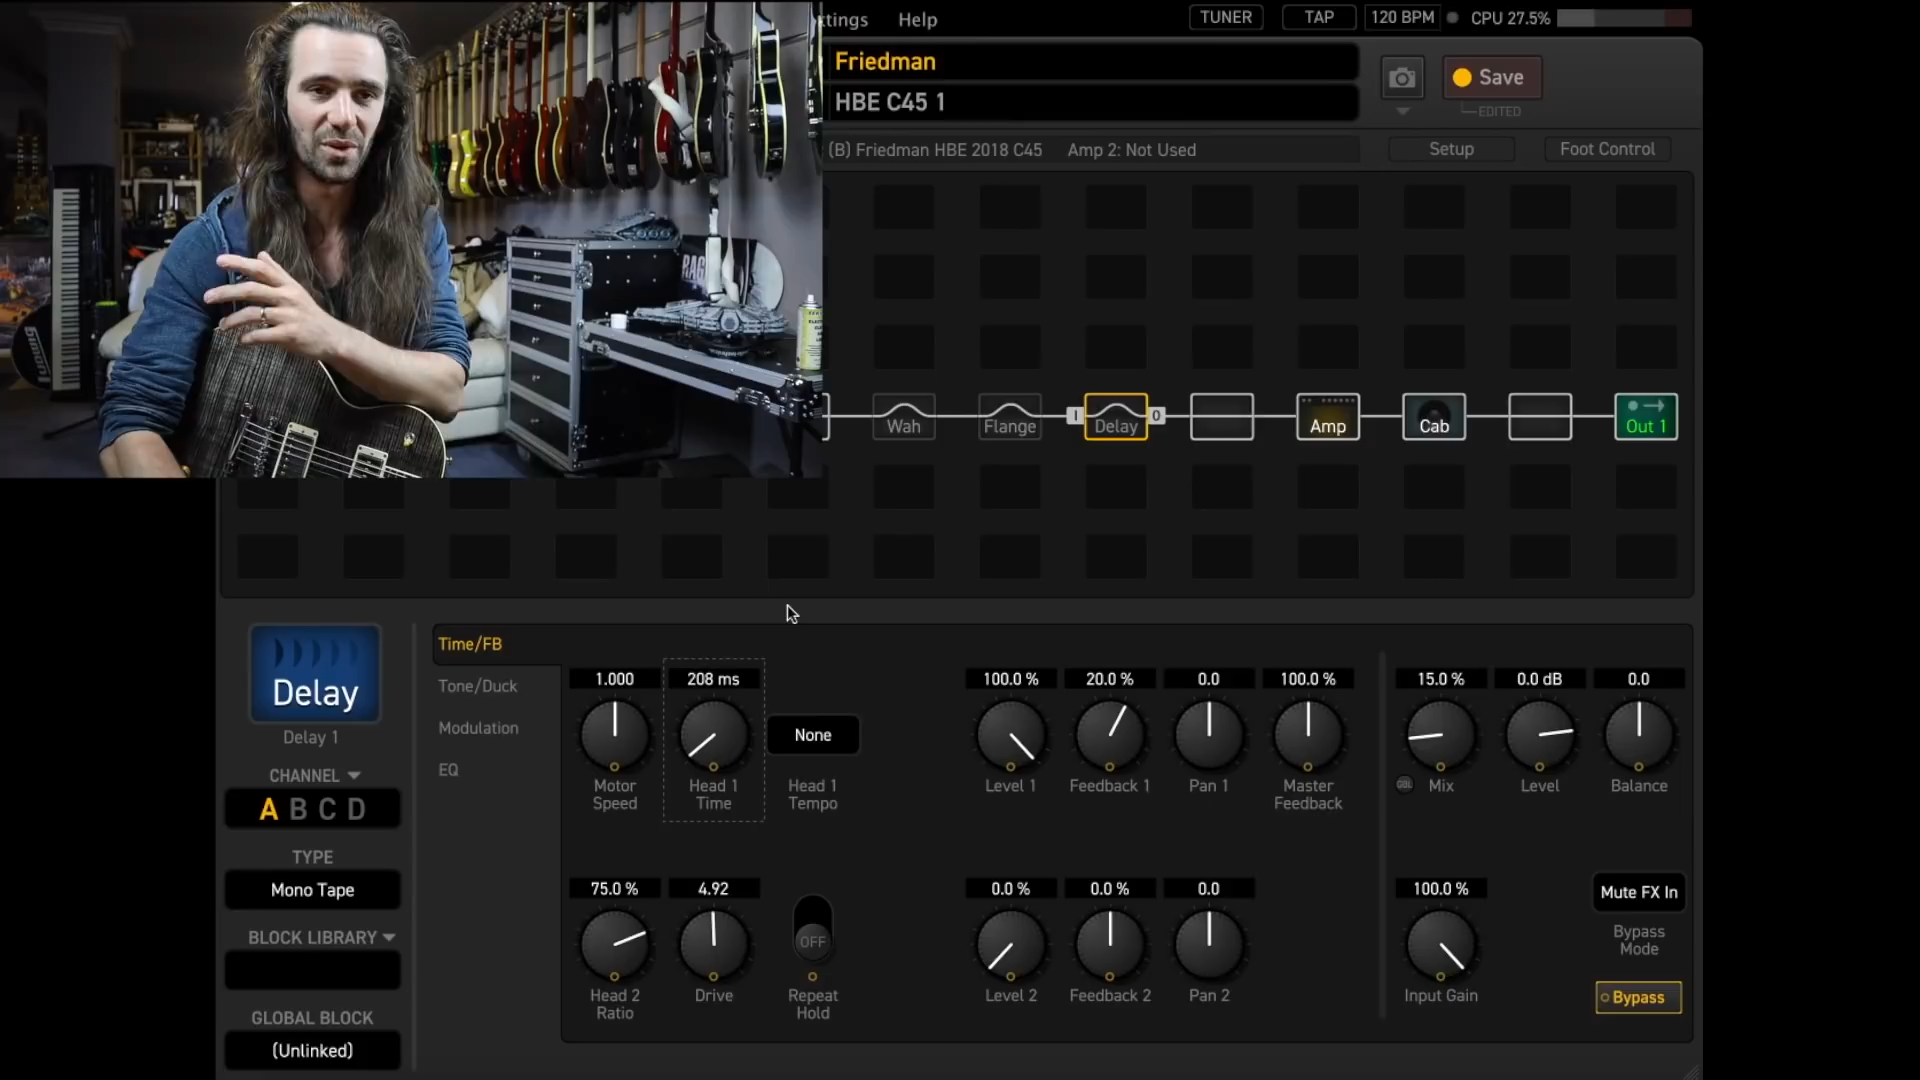 ttings Help TUNER TAP 120 BPM CPU 27.5%
Friedman
HBE C45 1
Save
EDITED
(B) Friedman HBE 2018 C45 Amp 2: Not Used Setup Foot Control
RAG
Ludwig
Wah Flange I Delay O Amp Cab Out 1
Delay
Delay 1
CHANNEL
A B C D
TYPE
Mono Tape
BLOCK LIBRARY
GLOBAL BLOCK
(Unlinked)
Time/FB
Tone/Duck
Modulation
EQ
1.000 208 ms 100.0 % 20.0 % 0.0 100.0 % 15.0 % 0.0 dB 0.0
None
Motor Speed
Head 1 Time
Head 1 Tempo
Level 1
Feedback 1
Pan 1
Master Feedback
GBL
Mix
Level
Balance
75.0 % 4.92 0.0 % 0.0 % 0.0 100.0 % Mute FX In
OFF
Head 2 Ratio
Drive
Repeat Hold
Level 2
Feedback 2
Pan 2
Input Gain
Bypass Mode
Bypass